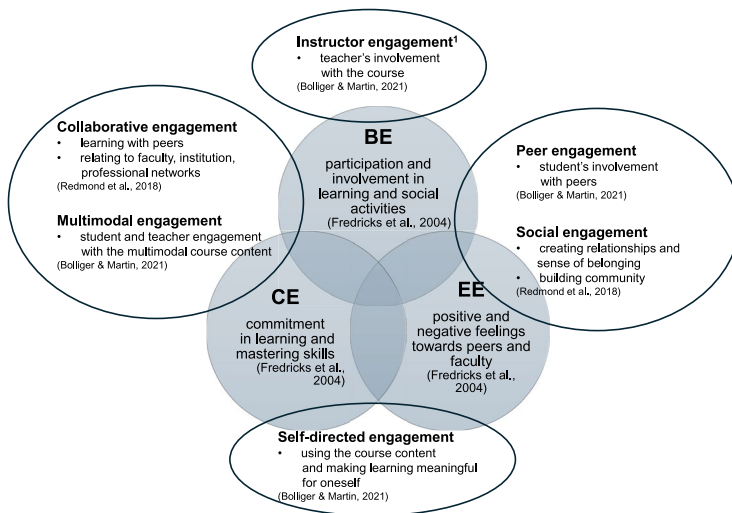 Instructor engagement¹
• teacher's involvement
with the course
(Bolliger & Martin, 2021)
Collaborative engagement
• learning with peers
• relating to faculty, institution,
professional networks
(Redmond et al., 2018)
Multimodal engagement
• student and teacher engagement
with the multimodal course content
(Bolliger & Martin, 2021)
BE
participation and
involvement in
learning and social
activities
(Fredricks et al., 2004)
Peer engagement
• student's involvement
with peers
(Bolliger & Martin, 2021)
Social engagement
• creating relationships and
sense of belonging
• building community
(Redmond et al., 2018)
CE
commitment
in learning and
mastering skills
(Fredricks et al.,
2004)
EE
positive and
negative feelings
towards peers and
faculty
(Fredricks et al.,
2004)
Self-directed engagement
• using the course content
and making learning meaningful
for oneself
(Bolliger & Martin, 2021)